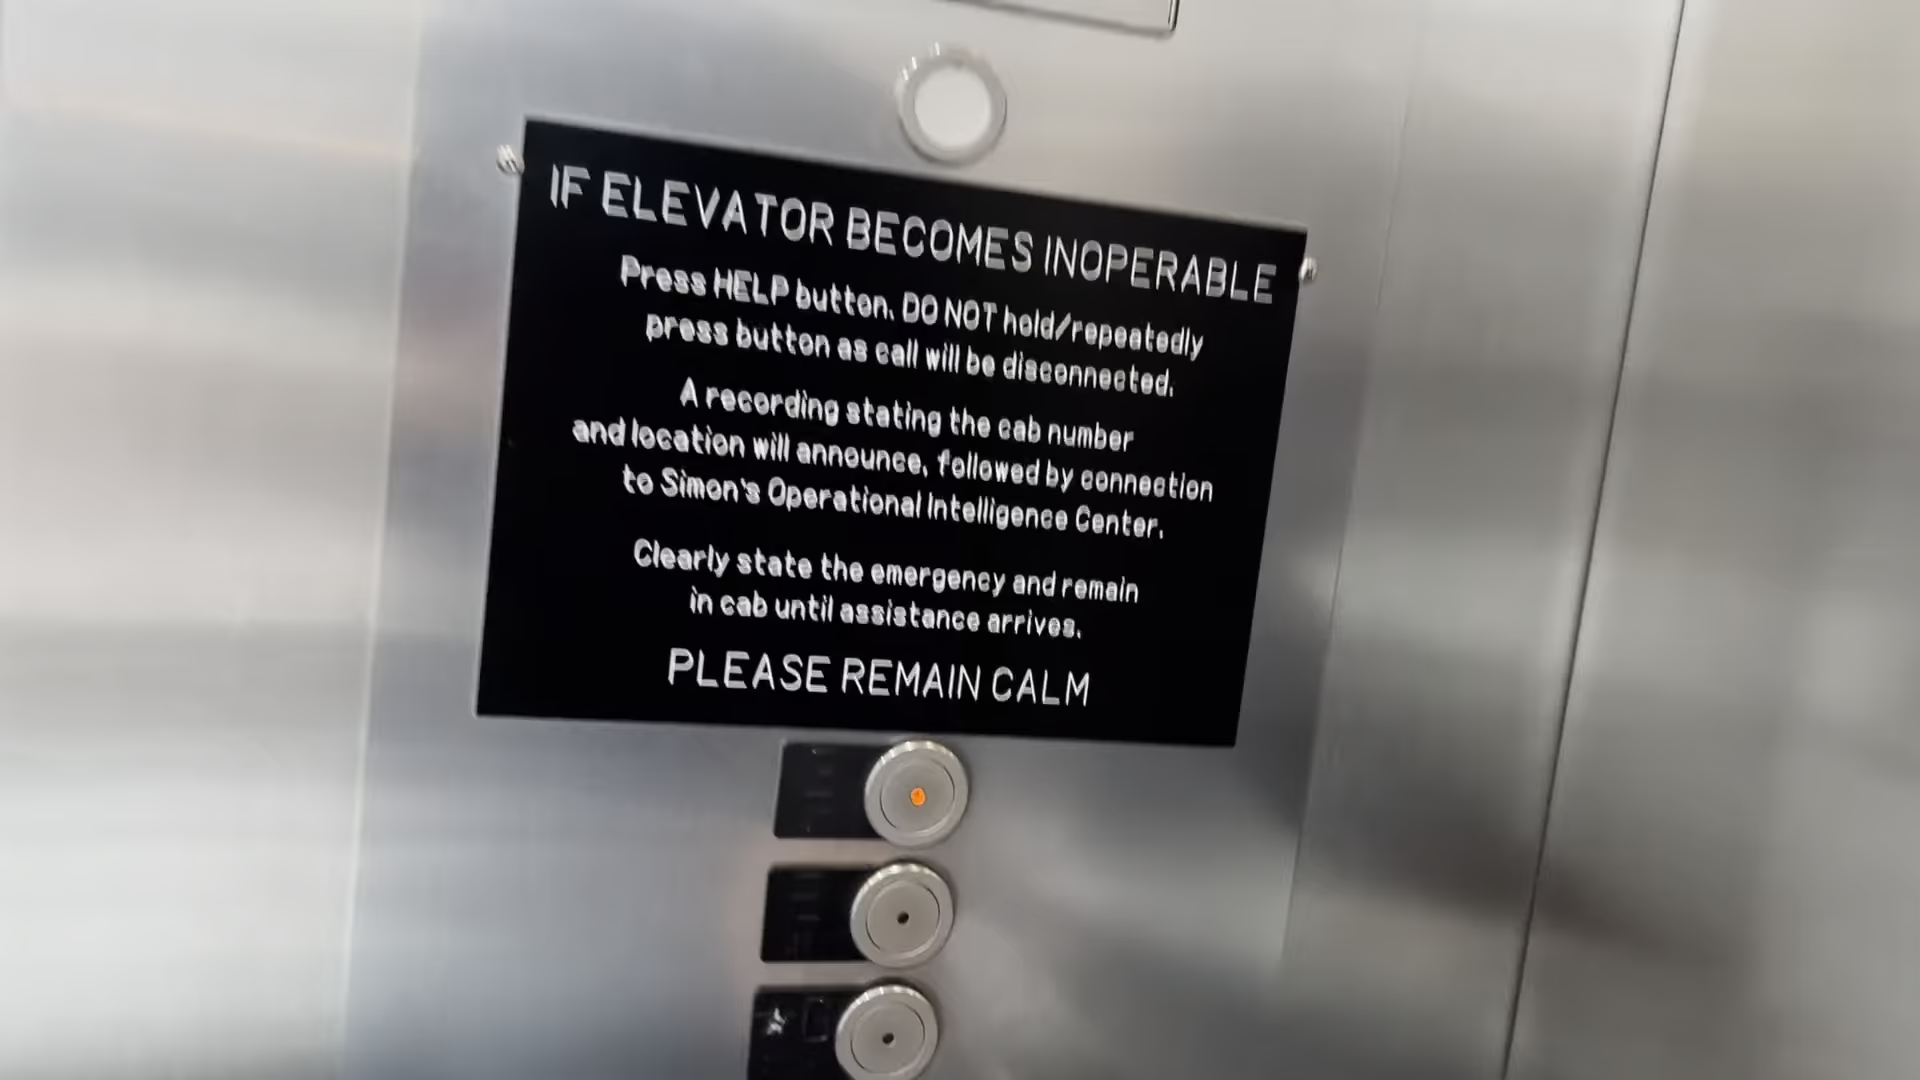 IF ELEVATOR BECOMES INOPERABLE
Press HELP button. DO NOT hold/repeatedly
press button as call will be disconnected.
A recording stating the cab number
and location will announce, followed by connection
to Simon's Operational Intelligence Center.
Clearly state the emergency and remain
in cab until assistance arrives.
PLEASE REMAIN CALM